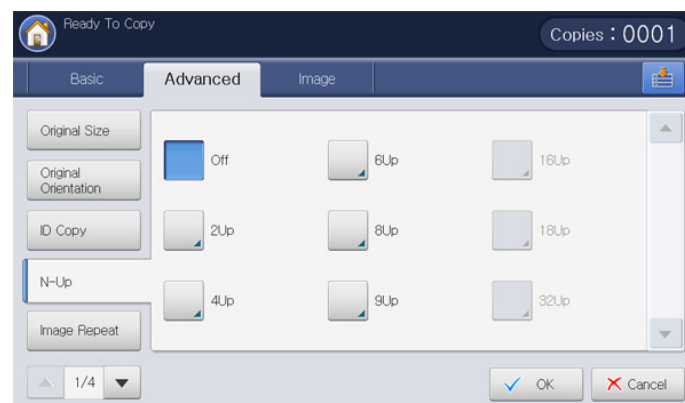 Ready To Copy
Copies : 0001
Basic
Advanced
Image
Original Size
Original
Orientation
ID Copy
N-Up
Image Repeat
Off
6Up
16Up
2Up
8Up
18Up
4Up
9Up
32Up
1/4
OK
Cancel